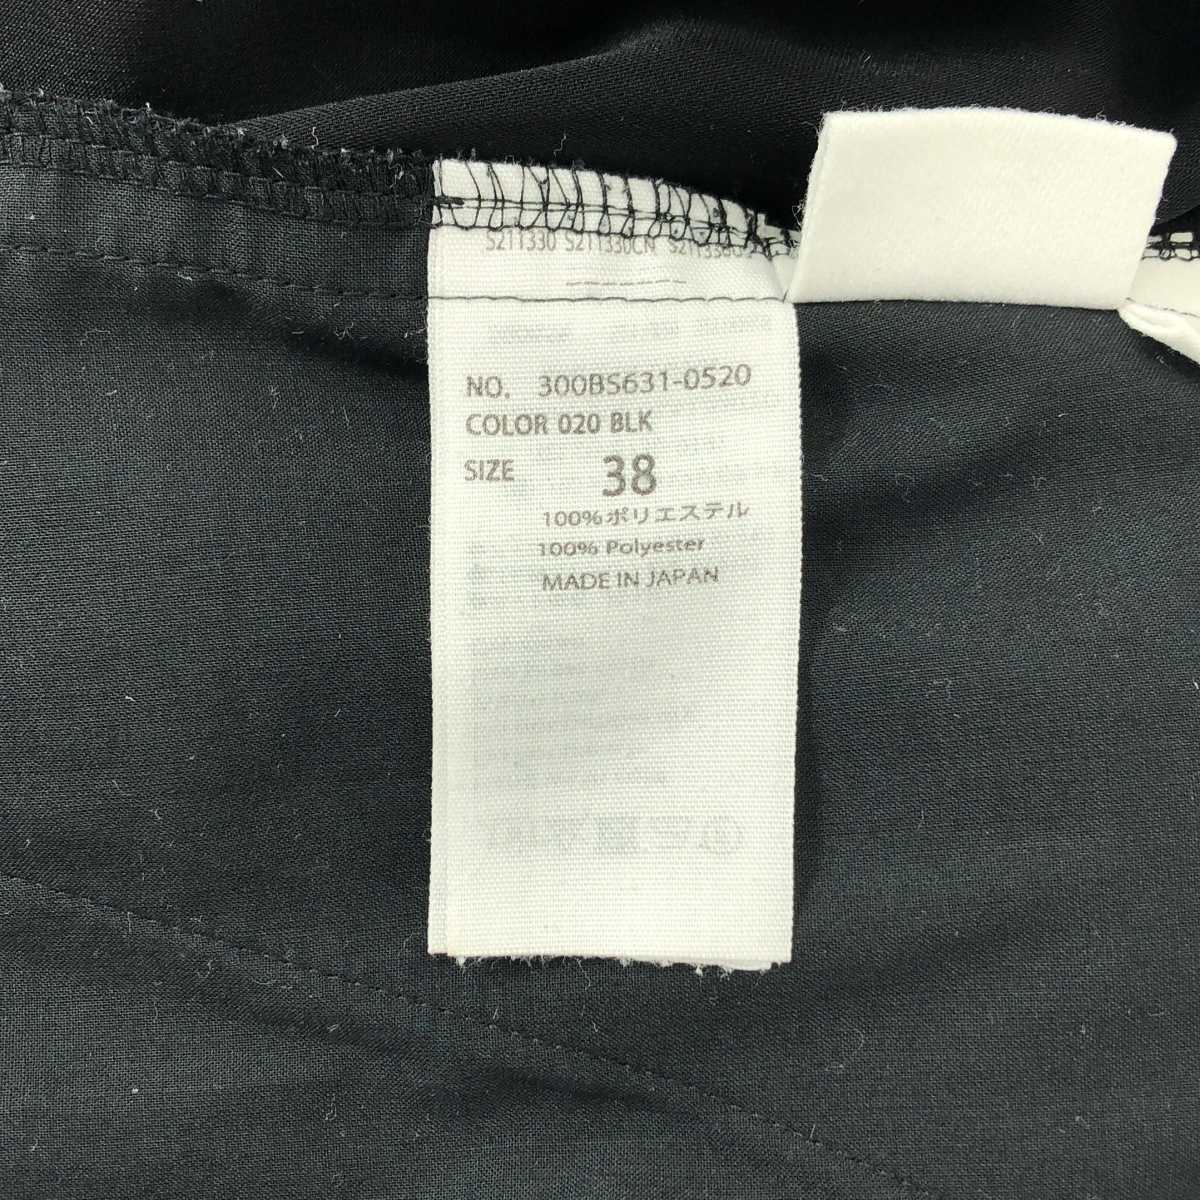 S211330 S211330CN
NO. 300BS631-0520
COLOR 020 BLK
SIZE 38
100%ポリエステル
100% Polyester
MADE IN JAPAN